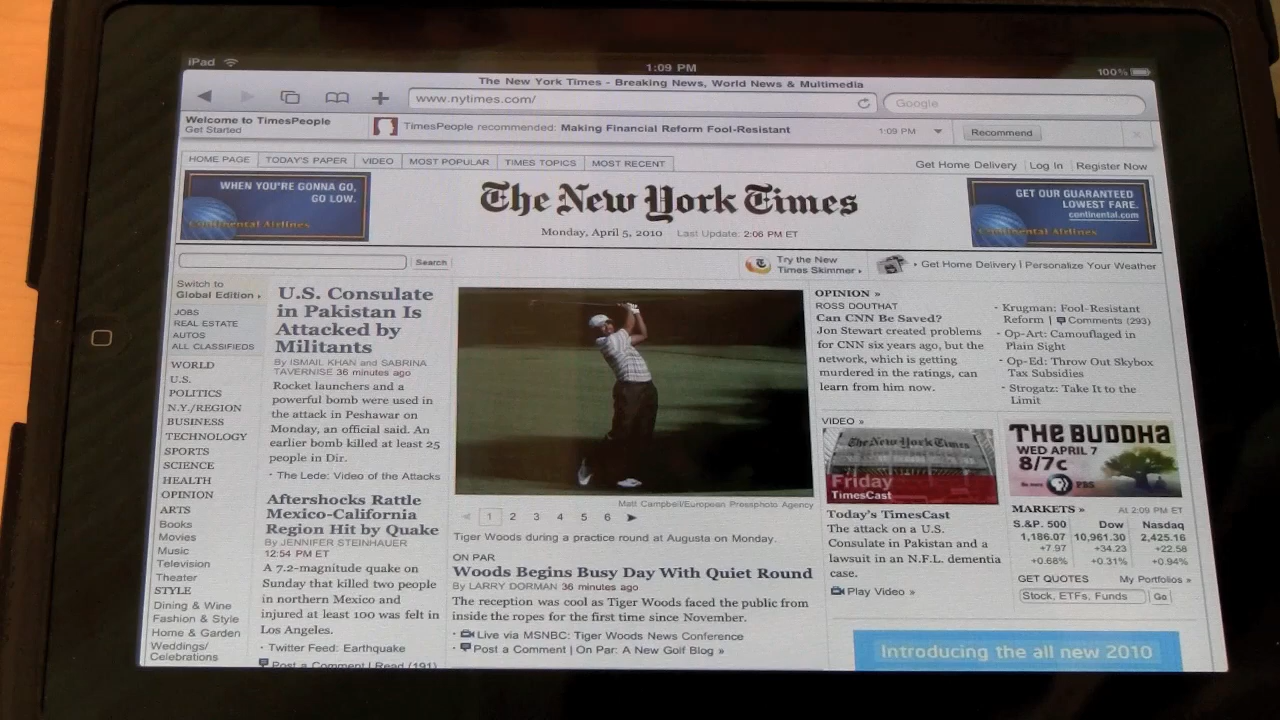 iPad
1:09 PM
100%
The New York Times - Breaking News, World News & Multimedia
www.nytimes.com/
Google
Welcome to TimesPeople
Get Started
TimesPeople recommended: Making Financial Reform Fool-Resistant
1:09 PM
Recommend
HOME PAGE
TODAY'S PAPER
VIDEO
MOST POPULAR
TIMES TOPICS
MOST RECENT
Get Home Delivery
Log In
Register Now
WHEN YOU'RE GONNA GO,
GO LOW.
Continental Airlines
The New York Times
Monday, April 5, 2010 Last Update: 2:06 PM ET
GET OUR GUARANTEED
LOWEST FARE.
continental.com
Continental Airlines
Search
Try the New
Times Skimmer ›
› Get Home Delivery | Personalize Your Weather
Switch to
Global Edition ›
JOBS
REAL ESTATE
AUTOS
ALL CLASSIFIEDS
WORLD
U.S.
POLITICS
N.Y./REGION
BUSINESS
TECHNOLOGY
SPORTS
SCIENCE
HEALTH
OPINION
ARTS
Books
Movies
Music
Television
Theater
STYLE
Dining & Wine
Fashion & Style
Home & Garden
Weddings/
Celebrations
U.S. Consulate
in Pakistan Is
Attacked by
Militants
By ISMAIL KHAN and SABRINA
TAVERNISE 36 minutes ago
Rocket launchers and a
powerful bomb were used in
the attack in Peshawar on
Monday, an official said. An
earlier bomb killed at least 25
people in Dir.
· The Lede: Video of the Attacks
Aftershocks Rattle
Mexico-California
Region Hit by Quake
By JENNIFER STEINHAUER
12:54 PM ET
A 7.2-magnitude quake on
Sunday that killed two people
in northern Mexico and
injured at least 100 was felt in
Los Angeles.
· Twitter Feed: Earthquake
Post a Comment | Read (191)
Matt Campbell/European Pressphoto Agency
1 2 3 4 5 6
Tiger Woods during a practice round at Augusta on Monday.
ON PAR
Woods Begins Busy Day With Quiet Round
By LARRY DORMAN 36 minutes ago
The reception was cool as Tiger Woods faced the public from
inside the ropes for the first time since November.
· Live via MSNBC: Tiger Woods News Conference
· Post a Comment | On Par: A New Golf Blog »
OPINION »
ROSS DOUTHAT
Can CNN Be Saved?
Jon Stewart created problems
for CNN six years ago, but the
network, which is getting
murdered in the ratings, can
learn from him now.
· Krugman: Fool-Resistant
Reform | Comments (293)
· Op-Art: Camouflaged in
Plain Sight
· Op-Ed: Throw Out Skybox
Tax Subsidies
· Strogatz: Take It to the
Limit
VIDEO »
The New York Times
Friday
TimesCast
Today's TimesCast
The attack on a U.S.
Consulate in Pakistan and a
lawsuit in an N.F.L. dementia
case.
Play Video »
THE BUDDHA
WED APRIL 7
8/7c
Be more PBS
MARKETS » At 2:09 PM ET
S.&P. 500 Dow Nasdaq
1,186.07 10,961.30 2,425.16
+7.97 +34.23 +22.58
+0.68% +0.31% +0.94%
GET QUOTES My Portfolios »
Stock, ETFs, Funds Go
Introducing the all new 2010